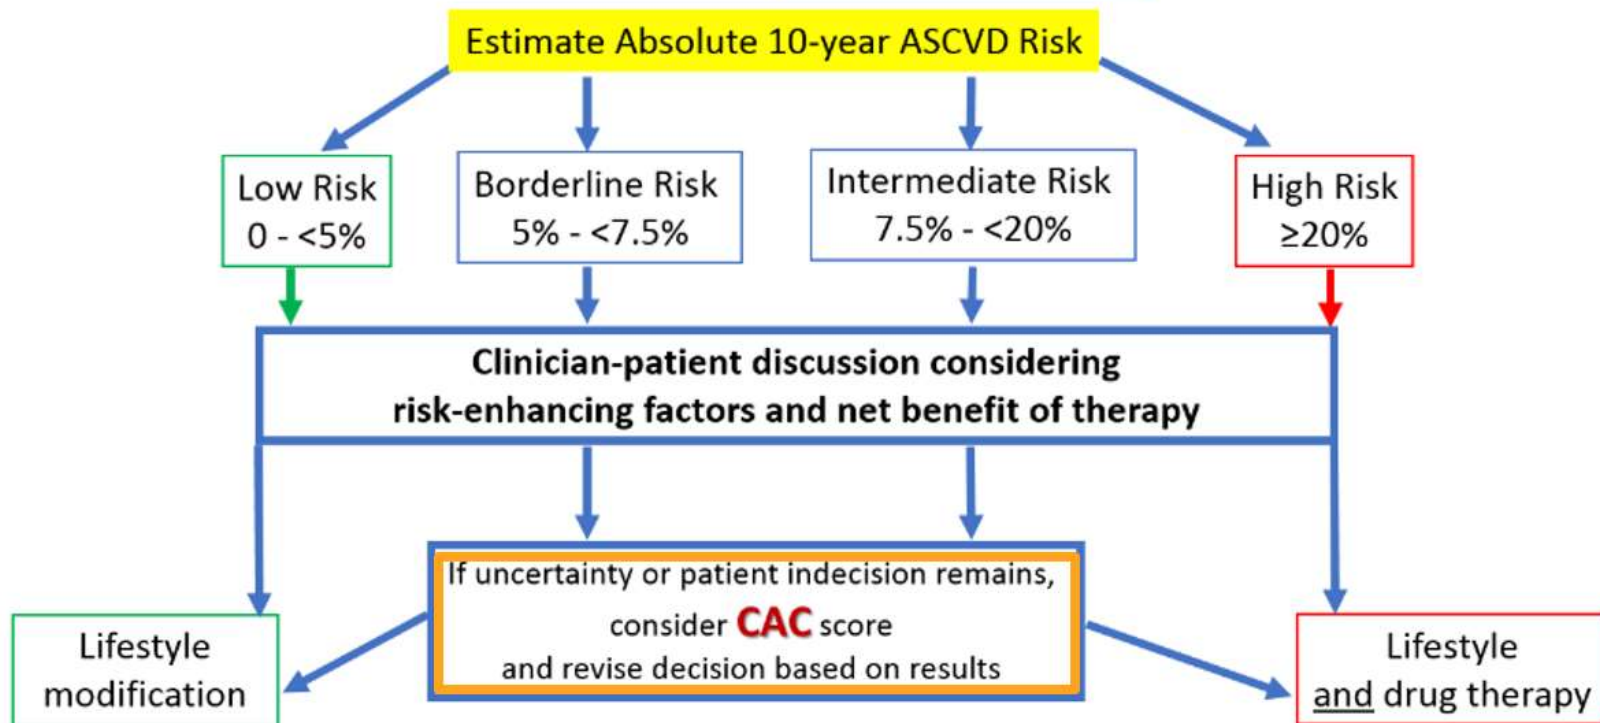 Estimate Absolute 10-year ASCVD Risk
Low Risk
0 - <5%
Borderline Risk
5% - <7.5%
Intermediate Risk
7.5% - <20%
High Risk
≥20%
Clinician-patient discussion considering
risk-enhancing factors and net benefit of therapy
If uncertainty or patient indecision remains,
consider CAC score
and revise decision based on results
Lifestyle
modification
Lifestyle
and drug therapy